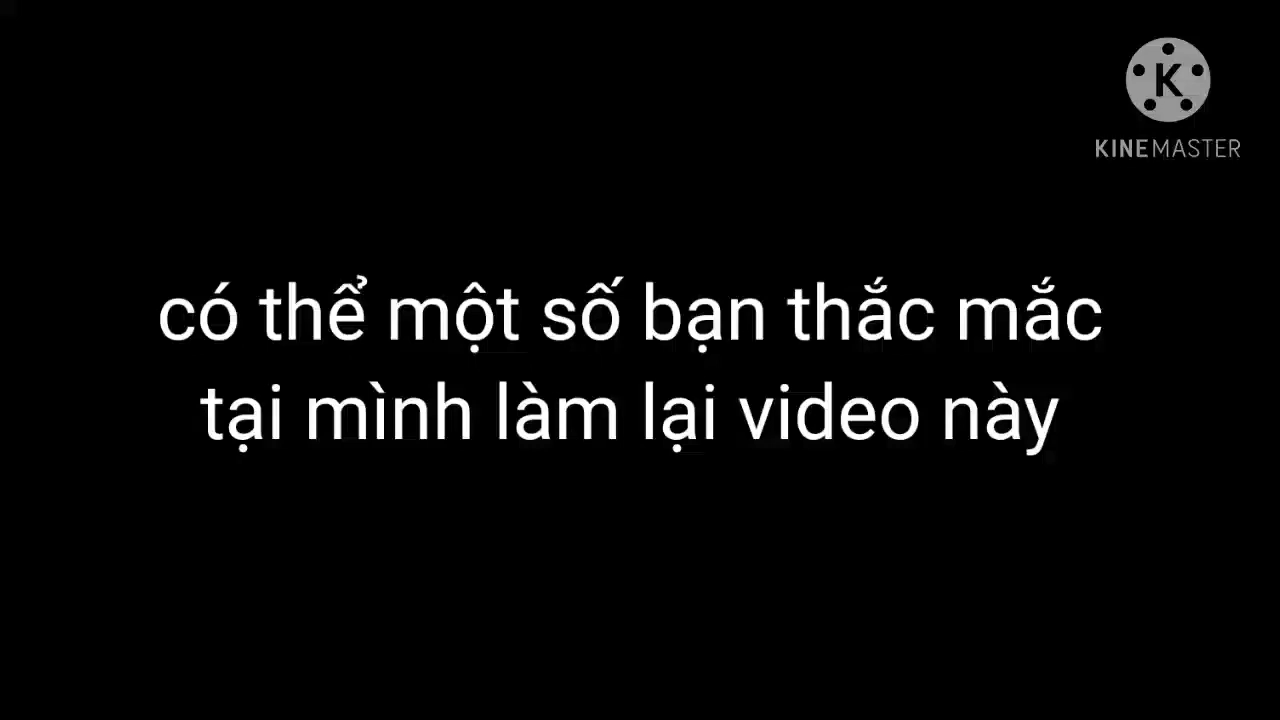 K
KINEMASTER
có thể một số bạn thắc mắc
tại mình làm lại video này